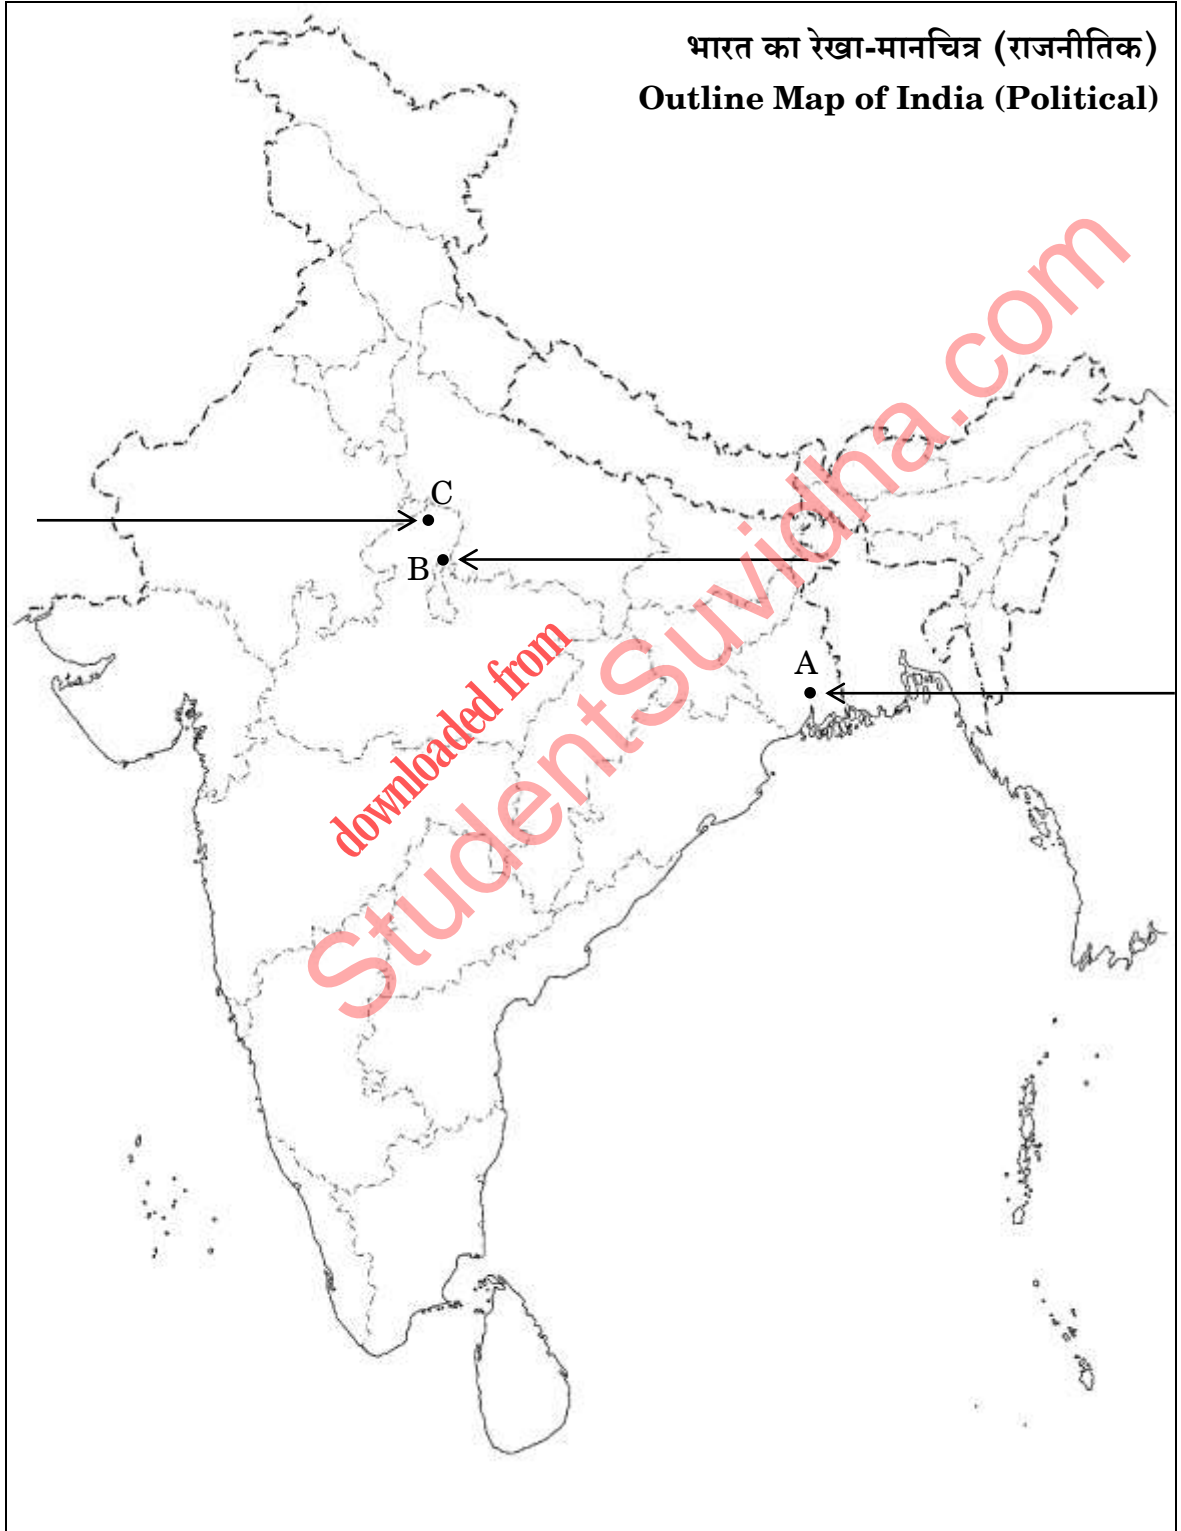 भारत का रेखा-मानचित्र (राजनीतिक)
Outline Map of India (Political)
C
B
A
downloaded from
StudentSuvidha.com